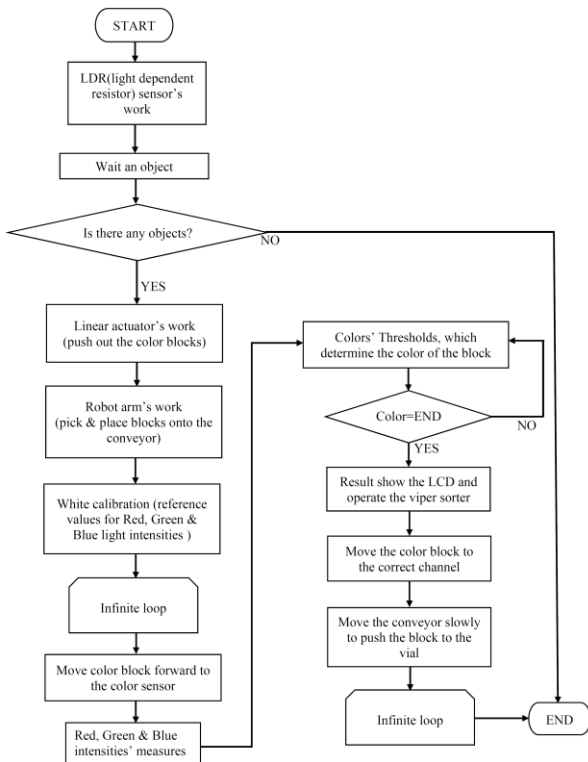 START
LDR(light dependent
resistor) sensor's
work
Wait an object
Is there any objects?
NO
YES
Linear actuator's work
(push out the color blocks)
Robot arm's work
(pick & place blocks onto the
conveyor)
White calibration (reference
values for Red, Green &
Blue light intensities )
Infinite loop
Move color block forward to
the color sensor
Red, Green & Blue
intensities' measures
Colors' Thresholds, which
determine the color of the block
Color=END
NO
YES
Result show the LCD and
operate the viper sorter
Move the color block to
the correct channel
Move the conveyor slowly
to push the block to the
vial
Infinite loop
END